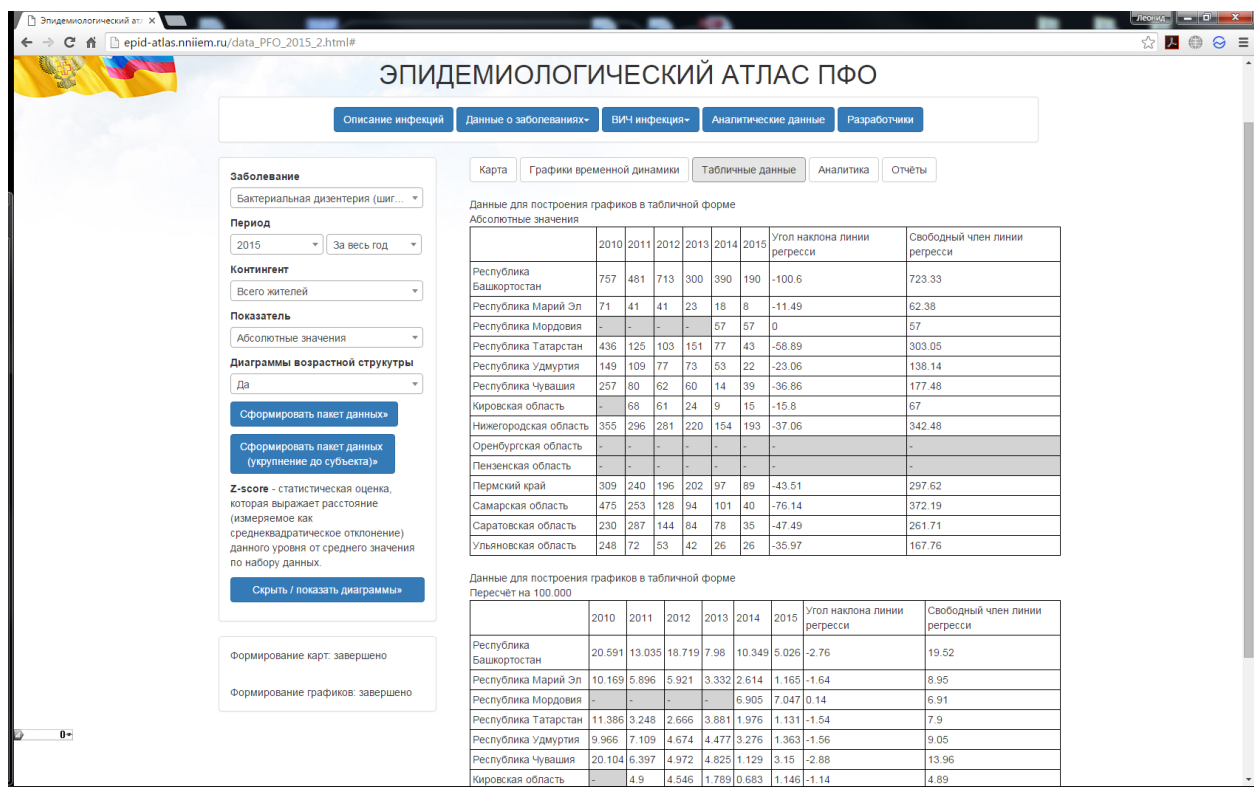 Эпидемиологический ат
Леонид
epid-atlas.nniiem.ru/data_PFO_2015_2.html#
ЭПИДЕМИОЛОГИЧЕСКИЙ АТЛАС ПФО
Описание инфекций Данные о заболеваниях ВИЧ инфекция Аналитические данные Разработчики
Заболевание
Бактериальная дизентерия (шиг...
Период
2015 За весь год
Контингент
Всего жителей
Показатель
Абсолютные значения
Диаграммы возрастной струкутры
Да
Сформировать пакет данных»
Сформировать пакет данных
(укрупнение до субъекта)»
Z-score - статистическая оценка,
которая выражает расстояние
(измеряемое как
среднеквадратическое отклонение)
данного уровня от среднего значения
по набору данных.
Скрыть / показать диаграммы»
Формирование карт: завершено
Формирование графиков: завершено
0
Карта Графики временной динамики Табличные данные Аналитика Отчёты
Данные для построения графиков в табличной форме
Абсолютные значения
2010 2011 2012 2013 2014 2015 Угол наклона линии регресси Свободный член линии регресси
Республика Башкортостан 757 481 713 300 390 190 -100.6 723.33
Республика Марий Эл 71 41 41 23 18 8 -11.49 62.38
Республика Мордовия - - - - 57 57 0 57
Республика Татарстан 436 125 103 151 77 43 -58.89 303.05
Республика Удмуртия 149 109 77 73 53 22 -23.06 138.14
Республика Чувашия 257 80 62 60 14 39 -36.86 177.48
Кировская область - 68 61 24 9 15 -15.8 67
Нижегородская область 355 296 281 220 154 193 -37.06 342.48
Оренбургская область - - - - - - - -
Пензенская область - - - - - - - -
Пермский край 309 240 196 202 97 89 -43.51 297.62
Самарская область 475 253 128 94 101 40 -76.14 372.19
Саратовская область 230 287 144 84 78 35 -47.49 261.71
Ульяновская область 248 72 53 42 26 26 -35.97 167.76
Данные для построения графиков в табличной форме
Пересчёт на 100.000
2010 2011 2012 2013 2014 2015 Угол наклона линии регресси Свободный член линии регресси
Республика Башкортостан 20.591 13.035 18.719 7.98 10.349 5.026 -2.76 19.52
Республика Марий Эл 10.169 5.896 5.921 3.332 2.614 1.165 -1.64 8.95
Республика Мордовия - - - - 6.905 7.047 0.14 6.91
Республика Татарстан 11.386 3.248 2.666 3.881 1.976 1.131 -1.54 7.9
Республика Удмуртия 9.966 7.109 4.674 4.477 3.276 1.363 -1.56 9.05
Республика Чувашия 20.104 6.397 4.972 4.825 1.129 3.15 -2.88 13.96
Кировская область - 4.9 4.546 1.789 0.683 1.146 -1.14 4.89